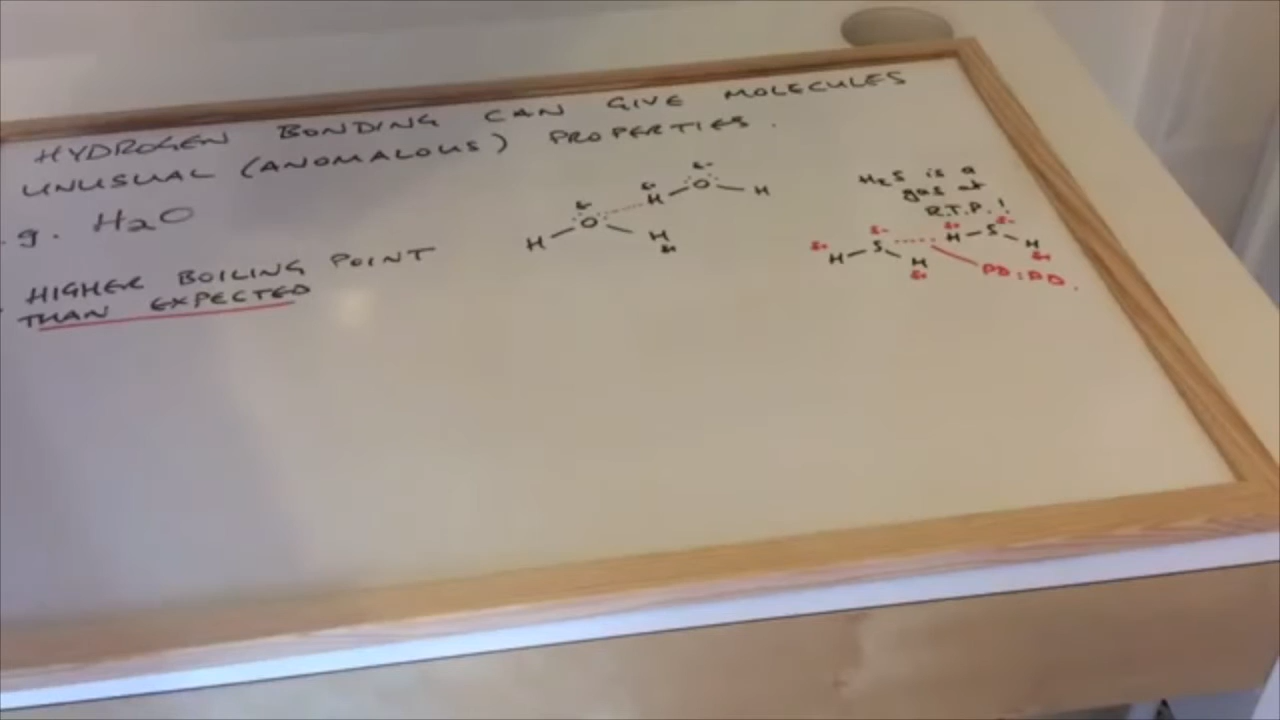 HYDROGEN BONDING CAN GIVE MOLECULES
UNUSUAL (ANOMALOUS) PROPERTIES.
.g. H2O
HIGHER BOILING POINT
THAN EXPECTED
δ-
O
H
H
δ+
δ+
H
δ-
O
H
H2S is a
gas at
R.T.P.!
δ+
H
δ-
S
H
δ+
δ+
H
S
δ-
H
δ+
PD:PD.